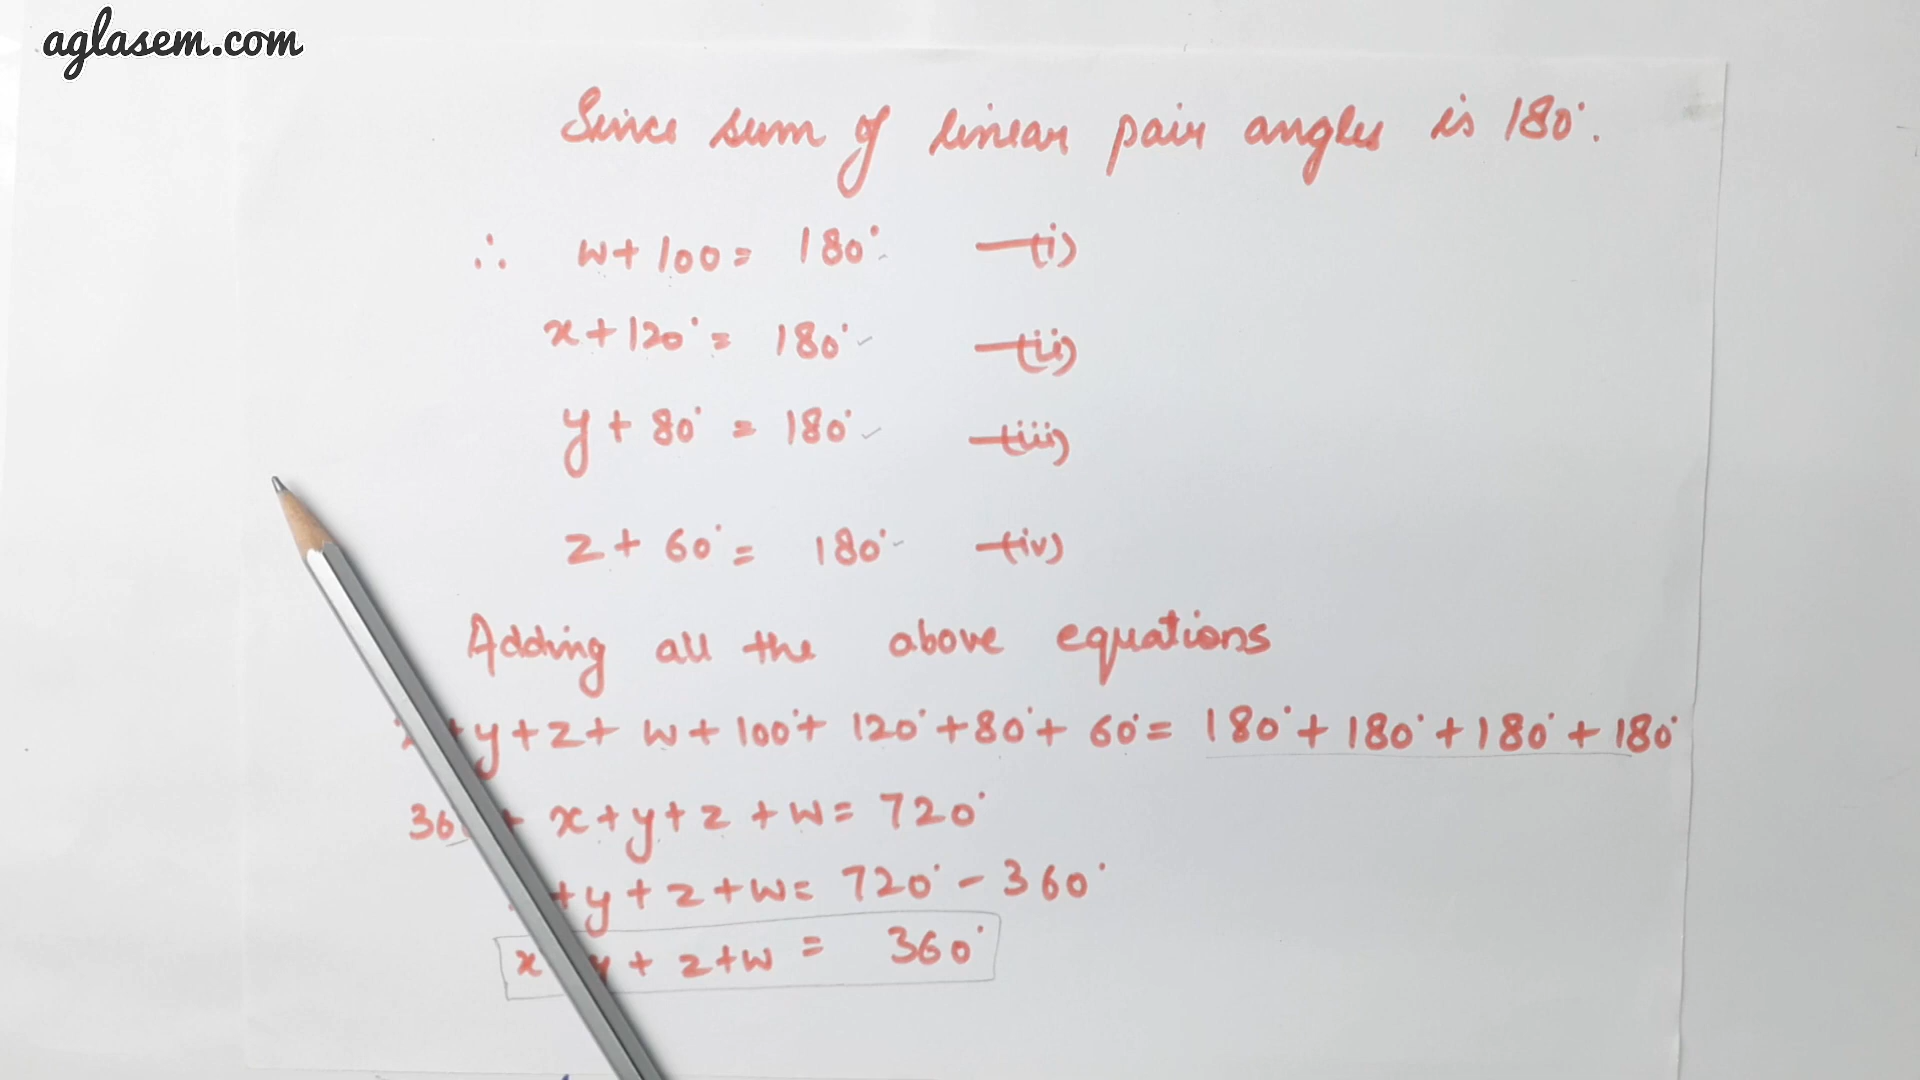 aglasem.com
Since sum of linear pair angles is 180°.
∴ w+100= 180° —(i)
x+120°= 180° —(ii)
y+80° = 180° —(iii)
z+60°= 180° —(iv)
Adding all the above equations
+y+z+ w+100°+ 120°+80°+ 60°= 180°+180°+180°+180°
360 + x+y+z+w= 720°
+y+z+w= 720°-360°
x y+ z+w = 360°